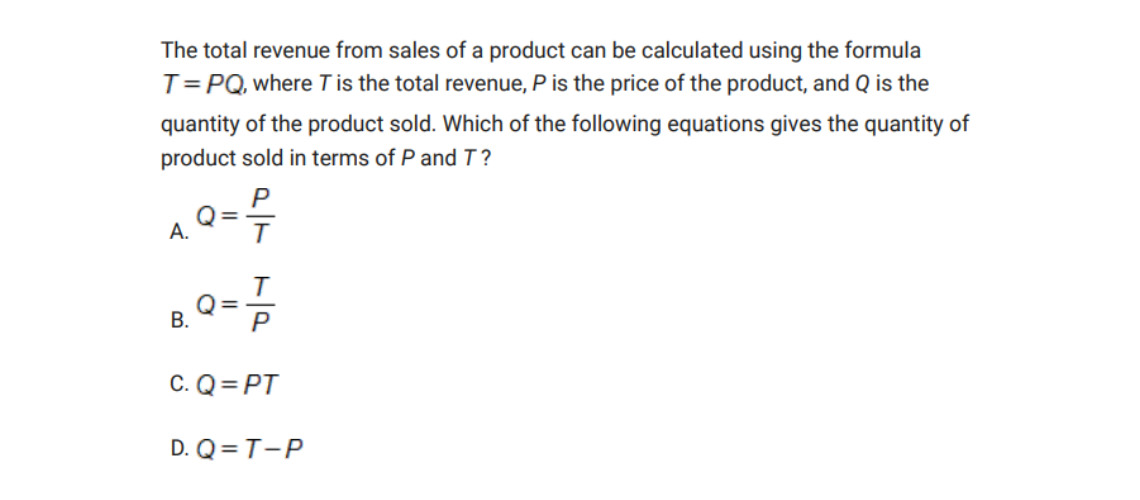 The total revenue from sales of a product can be calculated using the formula
T = PQ, where T is the total revenue, P is the price of the product, and Q is the
quantity of the product sold. Which of the following equations gives the quantity of
product sold in terms of P and T?
A. Q = P/T
B. Q = T/P
C. Q = PT
D. Q = T − P